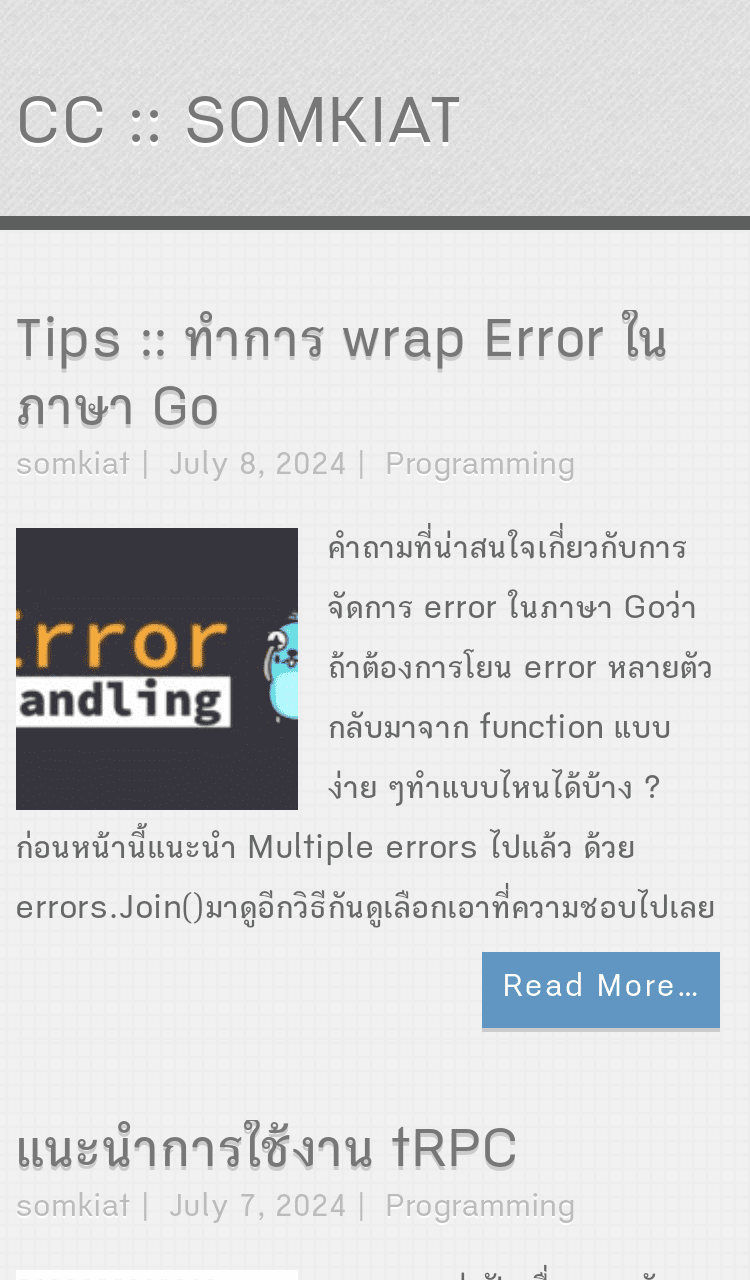 CC :: SOMKIAT
Tips :: ทำการ wrap Error ใน
ภาษา Go
somkiat | July 8, 2024 | Programming
rror
andling
คำถามที่น่าสนใจเกี่ยวกับการ
จัดการ error ในภาษา Goว่า
ถ้าต้องการโยน error หลายตัว
กลับมาจาก function แบบ
ง่าย ๆทำแบบไหนได้บ้าง ?
ก่อนหน้านี้แนะนำ Multiple errors ไปแล้ว ด้วย
errors.Join()มาดูอีกวิธีกันดูเลือกเอาที่ความชอบไปเลย
Read More…
แนะนำการใช้งาน tRPC
somkiat | July 7, 2024 | Programming